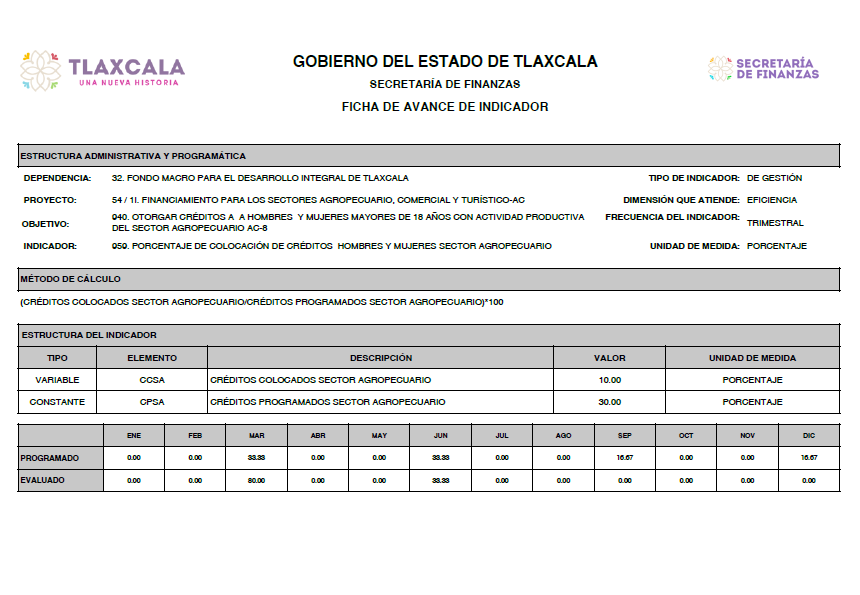 TLAXCALA
UNA NUEVA HISTORIA
GOBIERNO DEL ESTADO DE TLAXCALA
SECRETARÍA DE FINANZAS
FICHA DE AVANCE DE INDICADOR
SECRETARÍA
DE FINANZAS
ESTRUCTURA ADMINISTRATIVA Y PROGRAMÁTICA
DEPENDENCIA: 32. FONDO MACRO PARA EL DESARROLLO INTEGRAL DE TLAXCALA TIPO DE INDICADOR: DE GESTIÓN
PROYECTO: 54 / 1I. FINANCIAMIENTO PARA LOS SECTORES AGROPECUARIO, COMERCIAL Y TURÍSTICO-AC DIMENSIÓN QUE ATIENDE: EFICIENCIA
OBJETIVO: 040. OTORGAR CRÉDITOS A A HOMBRES Y MUJERES MAYORES DE 18 AÑOS CON ACTIVIDAD PRODUCTIVA
DEL SECTOR AGROPECUARIO AC-8
FRECUENCIA DEL INDICADOR: TRIMESTRAL
INDICADOR: 059. PORCENTAJE DE COLOCACIÓN DE CRÉDITOS HOMBRES Y MUJERES SECTOR AGROPECUARIO UNIDAD DE MEDIDA: PORCENTAJE
MÉTODO DE CÁLCULO
(CRÉDITOS COLOCADOS SECTOR AGROPECUARIO/CRÉDITOS PROGRAMADOS SECTOR AGROPECUARIO)*100
ESTRUCTURA DEL INDICADOR
TIPO ELEMENTO DESCRIPCIÓN VALOR UNIDAD DE MEDIDA
VARIABLE CCSA CRÉDITOS COLOCADOS SECTOR AGROPECUARIO 10.00 PORCENTAJE
CONSTANTE CPSA CRÉDITOS PROGRAMADOS SECTOR AGROPECUARIO 30.00 PORCENTAJE
ENE FEB MAR ABR MAY JUN JUL AGO SEP OCT NOV DIC
PROGRAMADO 0.00 0.00 33.33 0.00 0.00 33.33 0.00 0.00 16.67 0.00 0.00 16.67
EVALUADO 0.00 0.00 80.00 0.00 0.00 33.33 0.00 0.00 0.00 0.00 0.00 0.00